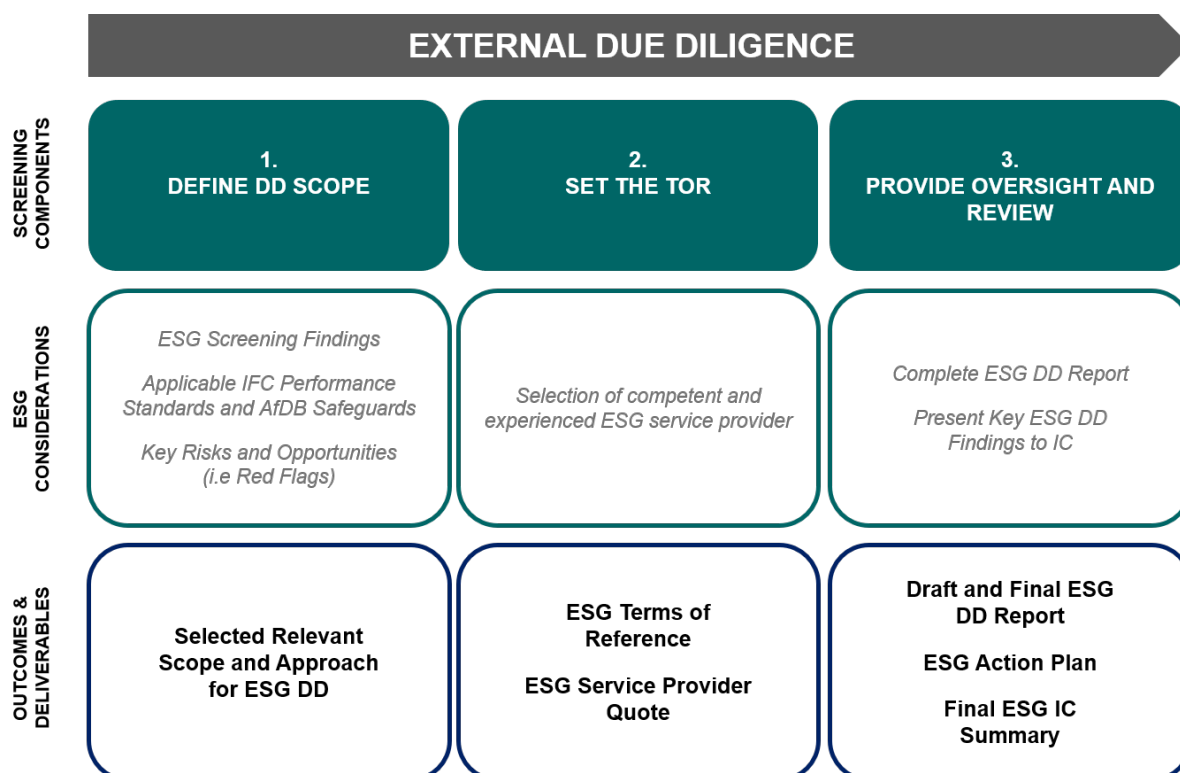 EXTERNAL DUE DILIGENCE
SCREENING
COMPONENTS
1.
DEFINE DD SCOPE
2.
SET THE TOR
3.
PROVIDE OVERSIGHT AND
REVIEW
ESG
CONSIDERATIONS
ESG Screening Findings
Applicable IFC Performance
Standards and AfDB Safeguards
Key Risks and Opportunities
(i.e Red Flags)
Selection of competent and
experienced ESG service provider
Complete ESG DD Report
Present Key ESG DD
Findings to IC
OUTCOMES &
DELIVERABLES
Selected Relevant
Scope and Approach
for ESG DD
ESG Terms of
Reference
ESG Service Provider
Quote
Draft and Final ESG
DD Report
ESG Action Plan
Final ESG IC
Summary